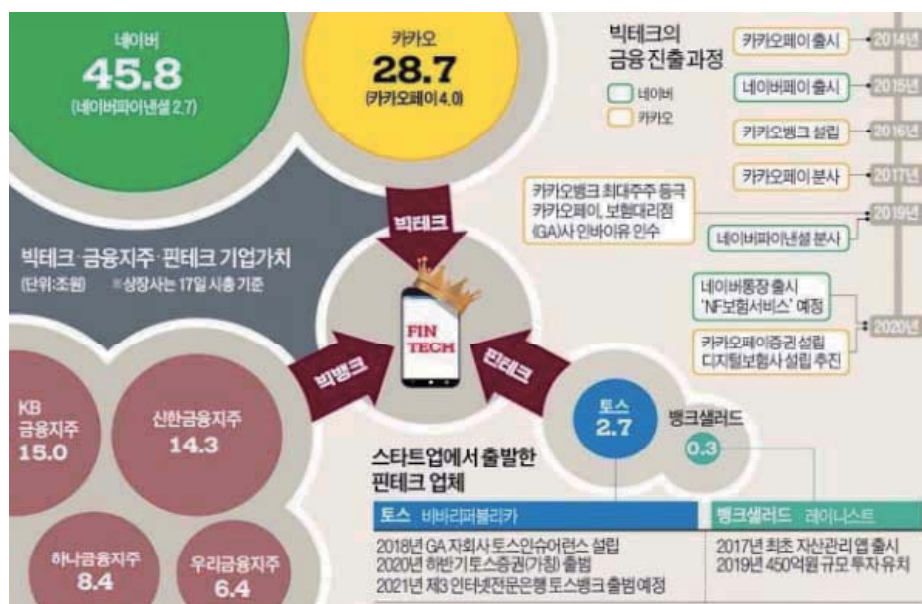 네이버
45.8
(네이버파이낸셜 2.7)
카카오
28.7
(카카오페이 4.0)
빅테크의
금융 진출 과정
네이버
카카오
카카오페이 출시
2014년
네이버페이 출시
2015년
카카오뱅크 설립
2016년
카카오페이 분사
2017년
카카오뱅크 최대주주 등극
카카오페이, 보험대리점
(GA)사 인바이유 인수
2019년
네이버파이낸셜 분사
네이버통장 출시
'NF보험서비스' 예정
2020년
카카오페이증권 설립
디지털보험사 설립 추진
빅테크·금융지주·핀테크 기업가치
(단위:조원) ※상장사는 17일 시총 기준
빅테크
FIN
TECH
빅뱅크
핀테크
KB
금융지주
15.0
신한금융지주
14.3
하나금융지주
8.4
우리금융지주
6.4
토스
2.7
뱅크샐러드
0.3
스타트업에서 출발한
핀테크 업체
토스 비바리퍼블리카
2018년 GA 자회사 토스인슈어런스 설립
2020년 하반기 토스증권(가칭) 출범
2021년 제3 인터넷전문은행 토스뱅크 출범 예정
뱅크샐러드 레이니스트
2017년 최초 자산관리 앱 출시
2019년 450억원 규모 투자 유치